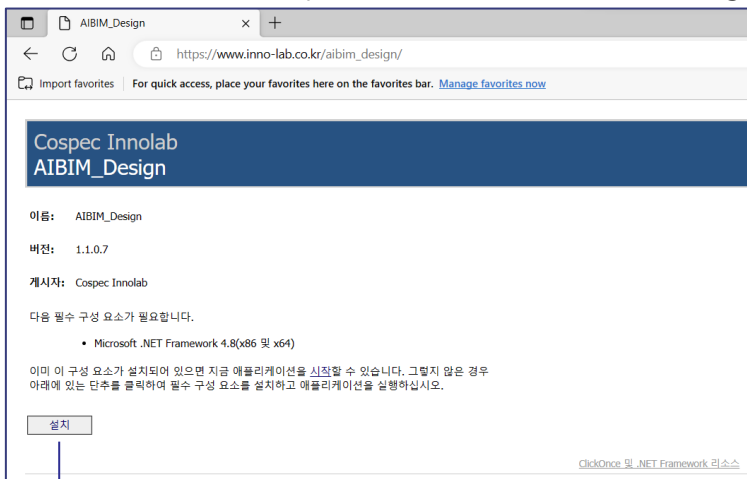 AIBIM_Design
https://www.inno-lab.co.kr/aibim_design/
Import favorites For quick access, place your favorites here on the favorites bar. Manage favorites now
Cospec Innolab
AIBIM_Design
이름: AIBIM_Design
버전: 1.1.0.7
게시자: Cospec Innolab
다음 필수 구성 요소가 필요합니다.
• Microsoft .NET Framework 4.8(x86 및 x64)
이미 이 구성 요소가 설치되어 있으면 지금 애플리케이션을 시작할 수 있습니다. 그렇지 않은 경우
아래에 있는 단추를 클릭하여 필수 구성 요소를 설치하고 애플리케이션을 실행하십시오.
설치
ClickOnce 및 .NET Framework 리소스